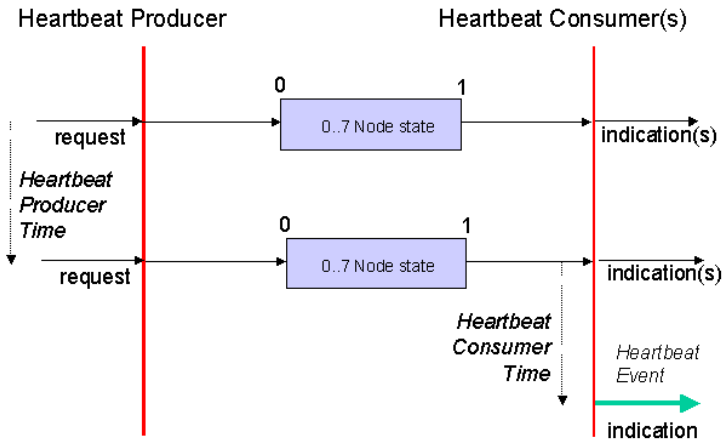 Heartbeat Producer
Heartbeat Consumer(s)
0
1
request
0..7 Node state
indication(s)
Heartbeat
Producer
Time
0
1
request
0..7 Node state
indication(s)
Heartbeat
Consumer
Time
Heartbeat
Event
indication